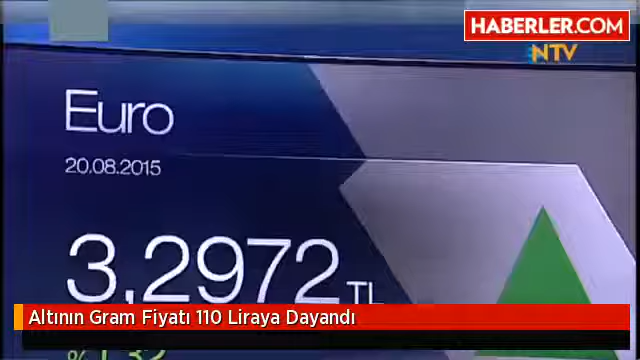 HABERLER.COM
NTV
Euro
20.08.2015
3,2972 TL
Altının Gram Fiyatı 110 Liraya Dayandı